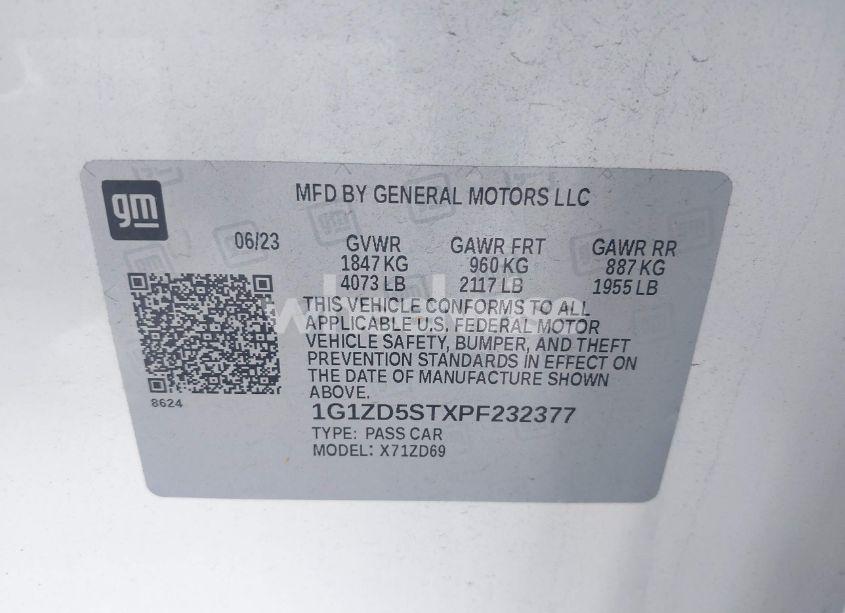 gm
MFD BY GENERAL MOTORS LLC
06/23
GVWR GAWR FRT GAWR RR
1847 KG 960 KG 887 KG
4073 LB 2117 LB 1955 LB
THIS VEHICLE CONFORMS TO ALL
APPLICABLE U.S. FEDERAL MOTOR
VEHICLE SAFETY, BUMPER, AND THEFT
PREVENTION STANDARDS IN EFFECT ON
THE DATE OF MANUFACTURE SHOWN
ABOVE.
8624
1G1ZD5STXPF232377
TYPE: PASS CAR
MODEL: X71ZD69